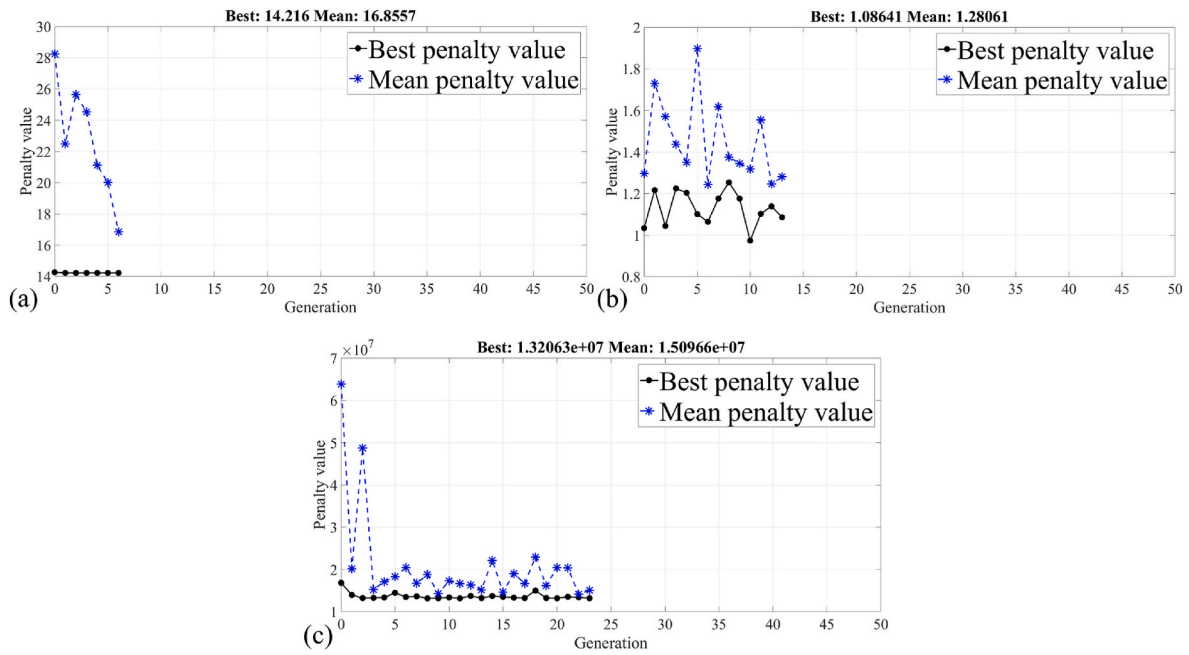 Best: 14.216 Mean: 16.8557
30
28
26
24
22
20
18
16
14
Penalty value
Best penalty value
Mean penalty value
0 5 10 15 20 25 30 35 40 45 50
Generation
(a)
Best: 1.08641 Mean: 1.28061
2
1.8
1.6
1.4
1.2
1
0.8
Penalty value
Best penalty value
Mean penalty value
0 5 10 15 20 25 30 35 40 45 50
Generation
(b)
Best: 1.32063e+07 Mean: 1.50966e+07
×10^7
7
6
5
4
3
2
1
Penalty value
Best penalty value
Mean penalty value
0 5 10 15 20 25 30 35 40 45 50
Generation
(c)